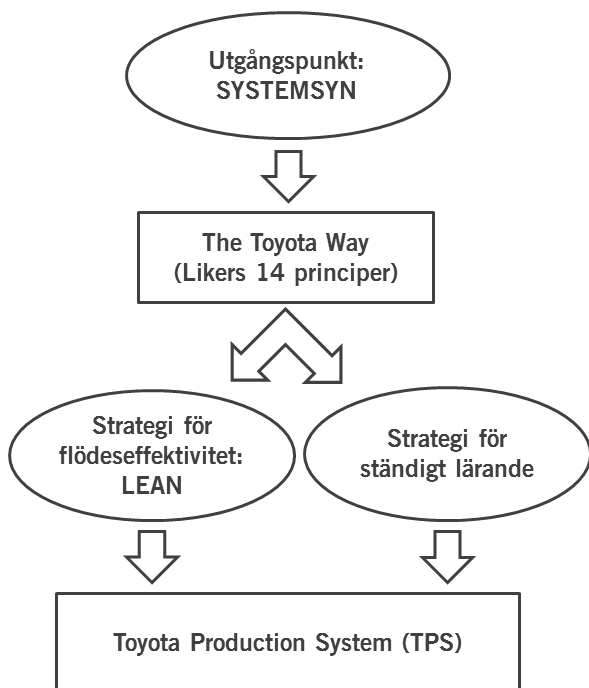 Utgångspunkt:
SYSTEMSYN
The Toyota Way
(Likers 14 principer)
Strategi för
flödeseffektivitet:
LEAN
Strategi för
ständigt lärande
Toyota Production System (TPS)